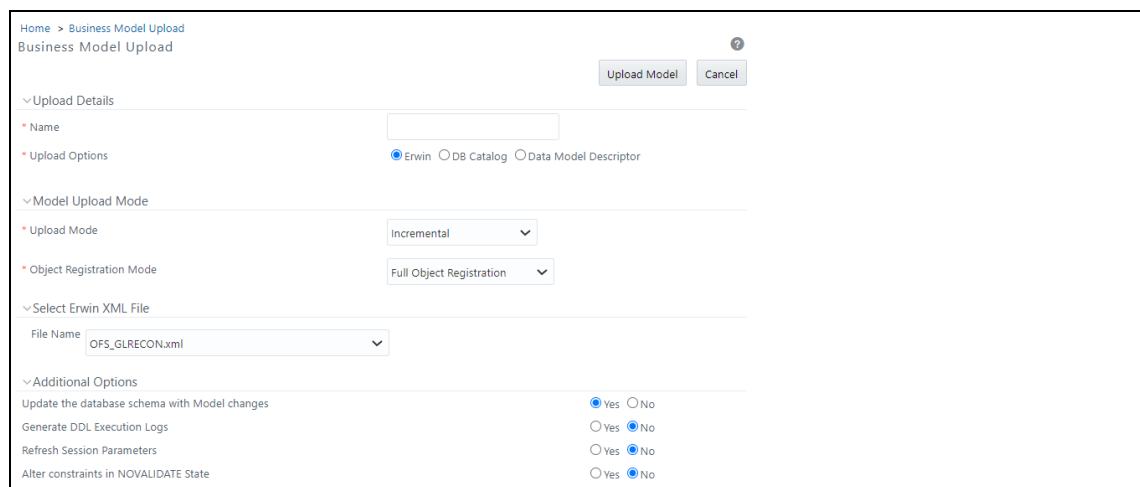 Home > Business Model Upload
Business Model Upload
?
Upload Model Cancel
Upload Details
* Name
* Upload Options Erwin DB Catalog Data Model Descriptor
Model Upload Mode
* Upload Mode Incremental
* Object Registration Mode Full Object Registration
Select Erwin XML File
File Name OFS_GLRECON.xml
Additional Options
Update the database schema with Model changes Yes No
Generate DDL Execution Logs Yes No
Refresh Session Parameters Yes No
Alter constraints in NOVALIDATE State Yes No